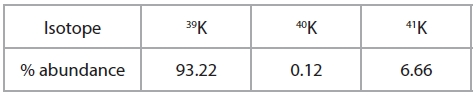 Isotope ³⁹K ⁴⁰K ⁴¹K
% abundance 93.22 0.12 6.66